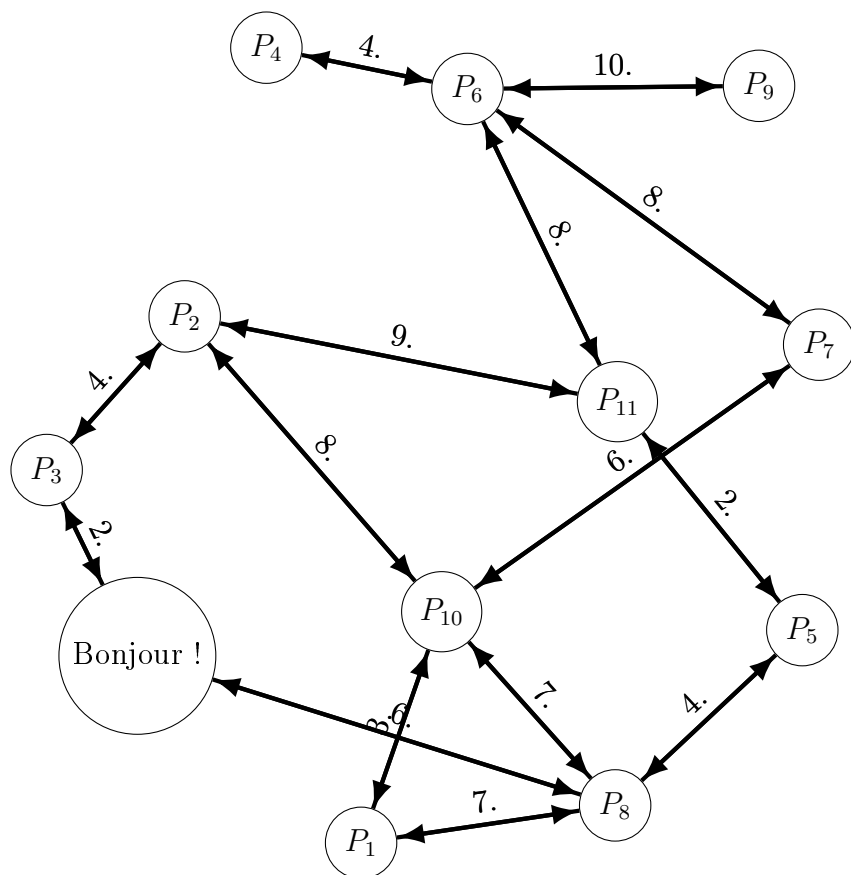 P₄
4.
P₆
10.
P₉
8.
8.
P₂
9.
P₇
4.
P₁₁
8.
6.
P₃
2.
2.
P₁₀
P₅
Bonjour !
7.
4.
3.
6.
7.
P₈
P₁